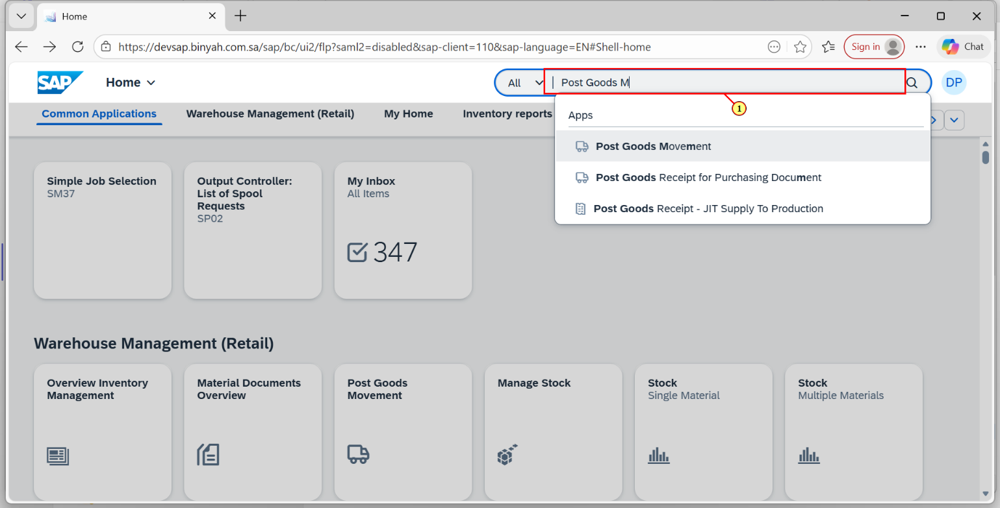 Home
https://devsap.binyah.com.sa/sap/bc/ui2/flp?saml2=disabled&sap-client=110&sap-language=EN#Shell-home
Sign in
Chat
SAP
Home
All
Post Goods M
DP
1
Common Applications
Warehouse Management (Retail)
My Home
Inventory reports
Apps
Post Goods Movement
Post Goods Receipt for Purchasing Document
Post Goods Receipt - JIT Supply To Production
Simple Job Selection
SM37
Output Controller:
List of Spool
Requests
SP02
My Inbox
All Items
347
Warehouse Management (Retail)
Overview Inventory
Management
Material Documents
Overview
Post Goods
Movement
Manage Stock
Stock
Single Material
Stock
Multiple Materials